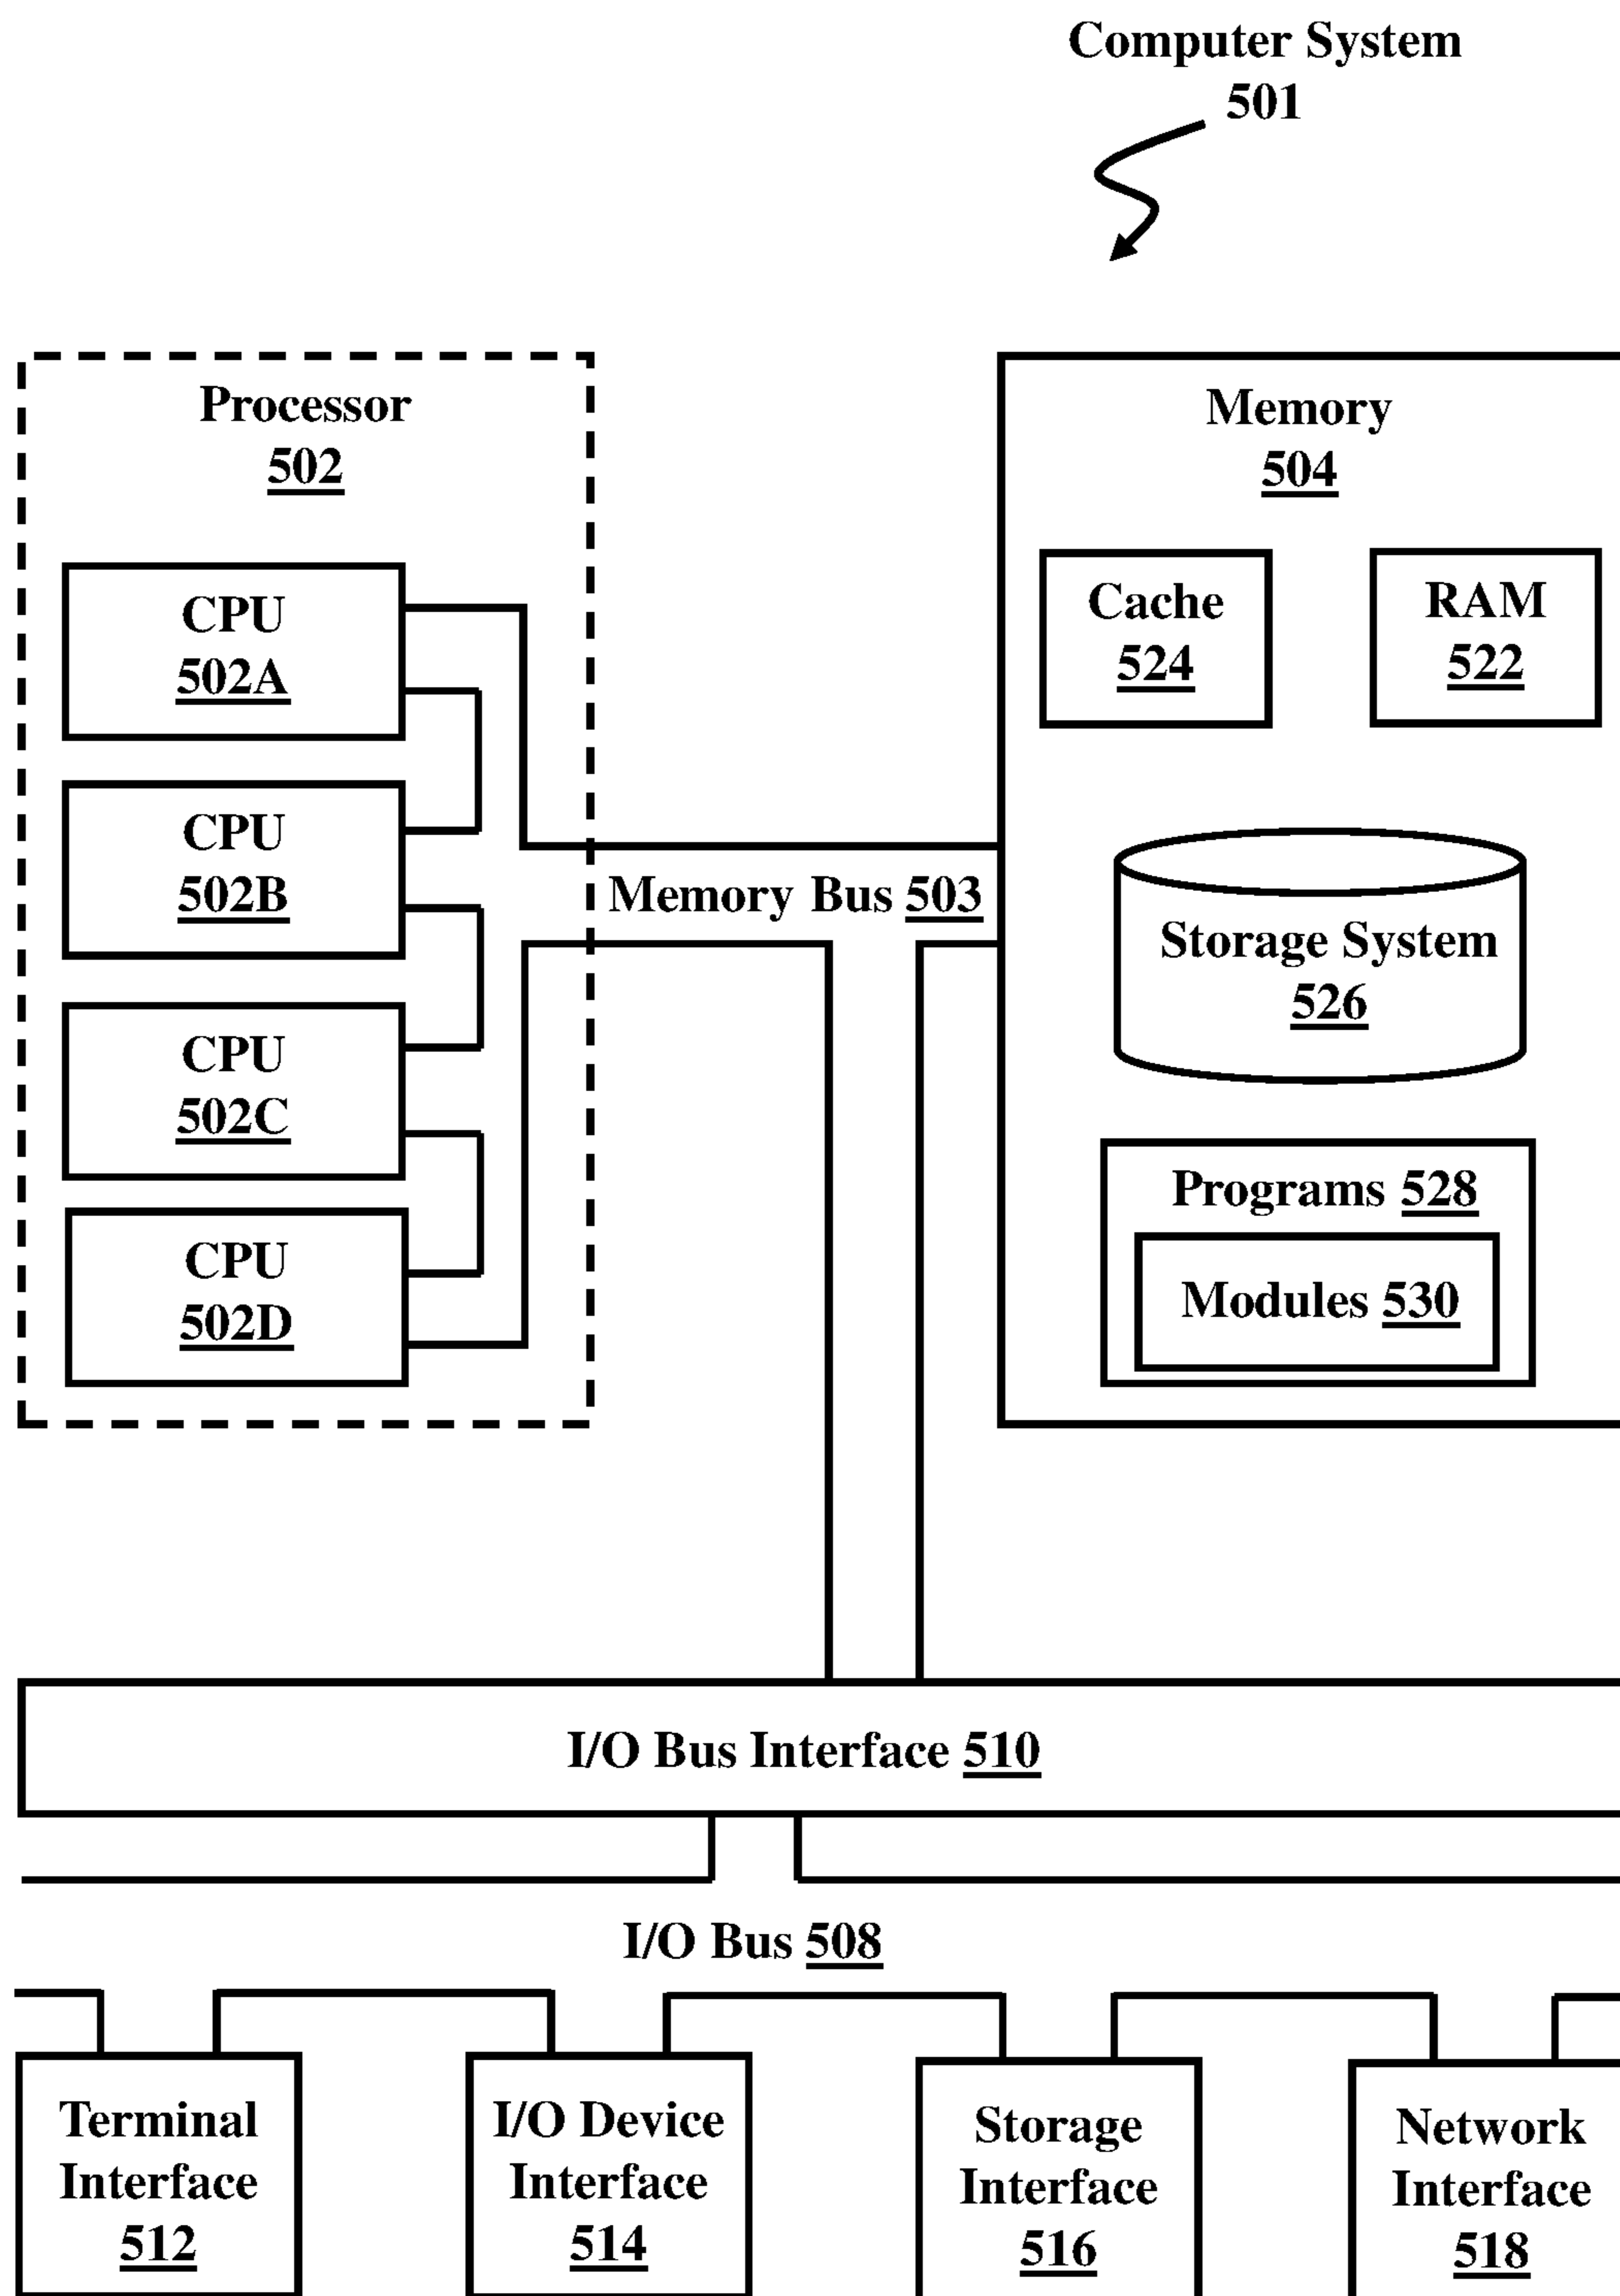 Computer System
501
Processor
502
CPU
502A
CPU
502B
CPU
502C
CPU
502D
Memory Bus 503
Memory
504
Cache
524
RAM
522
Storage System
526
Programs 528
Modules 530
I/O Bus Interface 510
I/O Bus 508
Terminal
Interface
512
I/O Device
Interface
514
Storage
Interface
516
Network
Interface
518